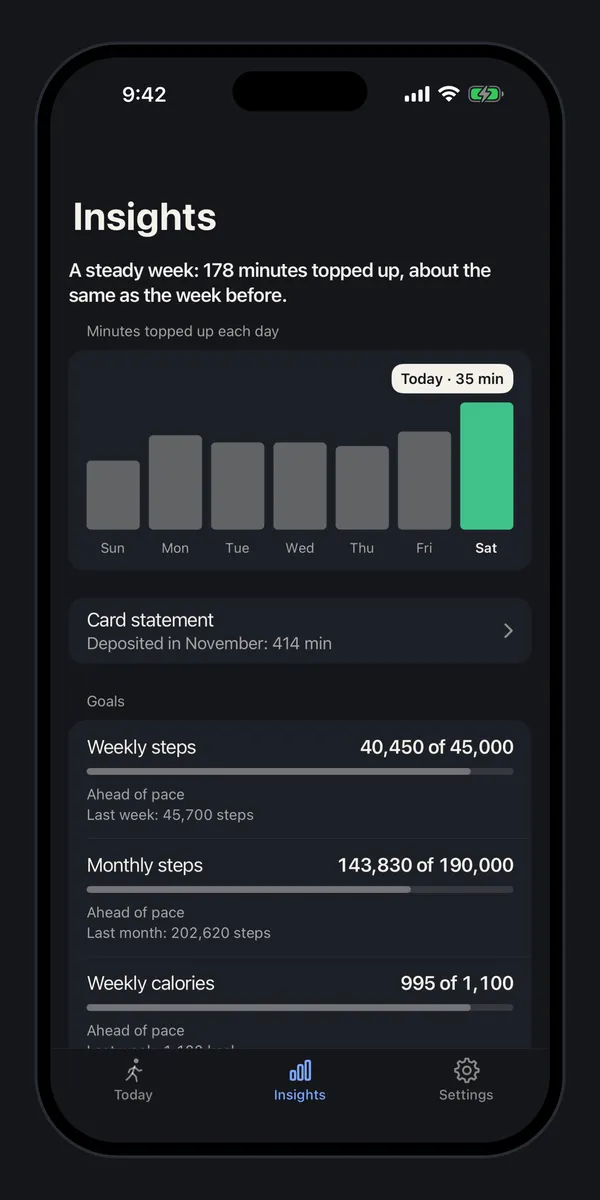 9:42
Insights
A steady week: 178 minutes topped up, about the
same as the week before.
Minutes topped up each day
Today · 35 min
Sun Mon Tue Wed Thu Fri Sat
Card statement
Deposited in November: 414 min
Goals
Weekly steps 40,450 of 45,000
Ahead of pace
Last week: 45,700 steps
Monthly steps 143,830 of 190,000
Ahead of pace
Last month: 202,620 steps
Weekly calories 995 of 1,100
Ahead of pace
Today Insights Settings